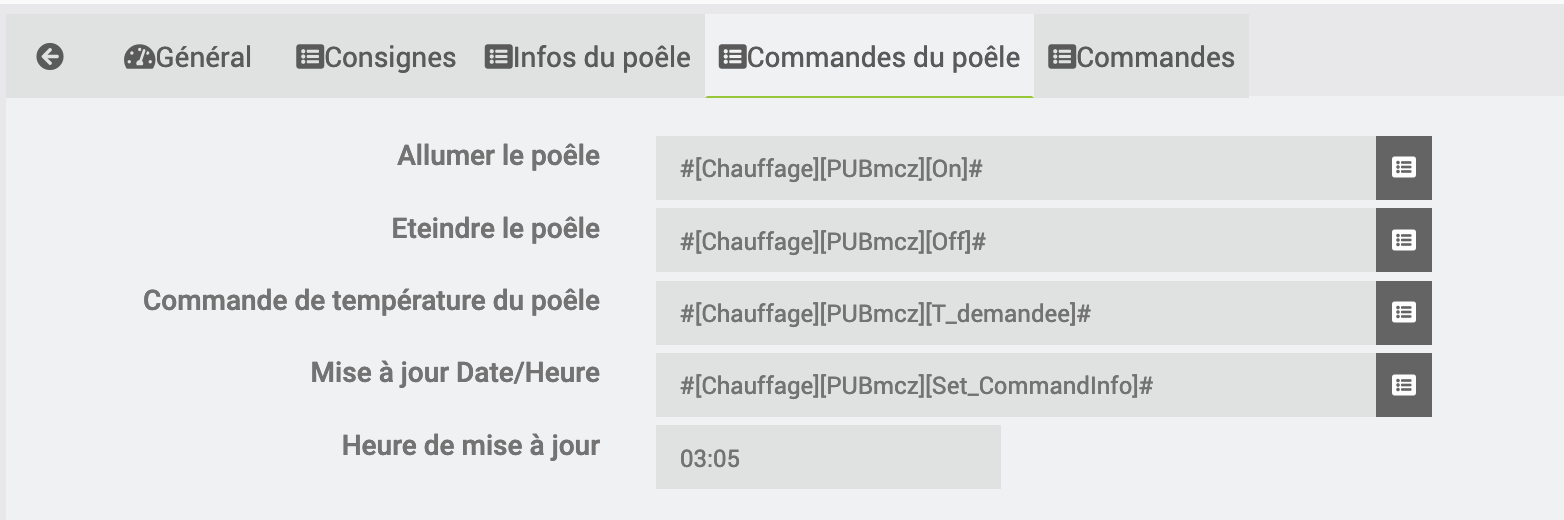 Général Consignes Infos du poêle Commandes du poêle Commandes
Allumer le poêle #[Chauffage][PUBmcz][On]#
Eteindre le poêle #[Chauffage][PUBmcz][Off]#
Commande de température du poêle #[Chauffage][PUBmcz][T_demandee]#
Mise à jour Date/Heure #[Chauffage][PUBmcz][Set_CommandInfo]#
Heure de mise à jour 03:05